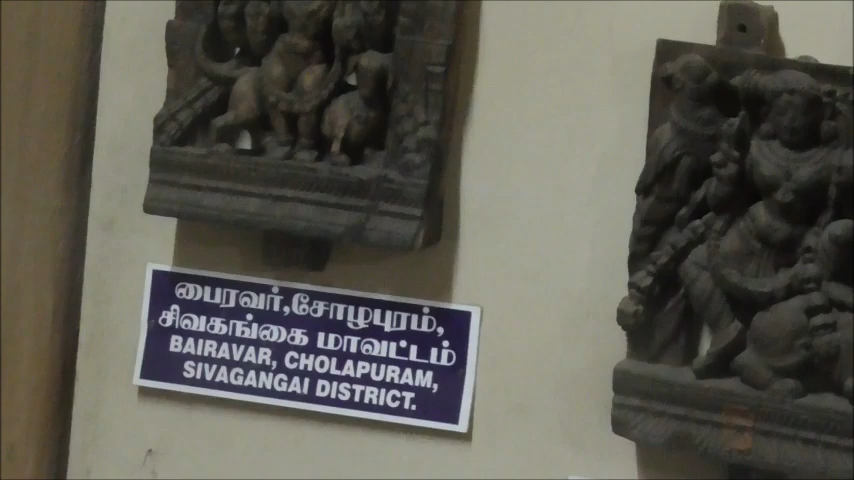 பைரவர்,சோழபுரம்,
சிவகங்கை மாவட்டம்
BAIRAVAR, CHOLAPURAM,
SIVAGANGAI DISTRICT.